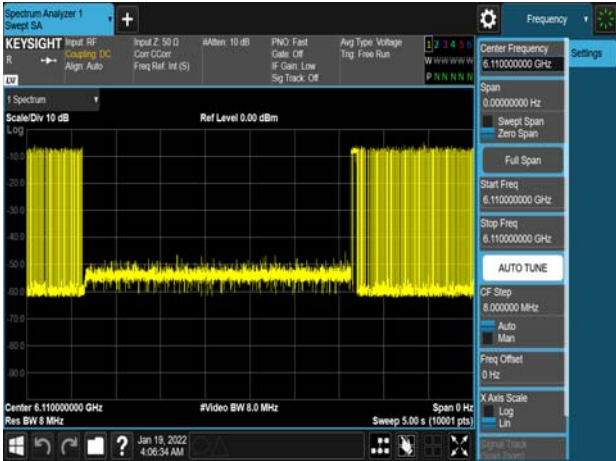 Spectrum Analyzer 1
Swept SA
+
Frequency
KEYSIGHT
R
LXI
Input: RF
Coupling: DC
Align: Auto
Input Z: 50 Ω
Corr CCorr
Freq Ref: Int (S)
#Atten: 10 dB
PNO: Fast
Gate: Off
IF Gain: Low
Sig Track: Off
Avg Type: Voltage
Trig: Free Run
1 2 3 4 5 6
W W W W W W
P N N N N N
1 Spectrum
Scale/Div 10 dB
Ref Level 0.00 dBm
Log
-10.0
-20.0
-30.0
-40.0
-50.0
-60.0
-70.0
-80.0
-90.0
Center 6.110000000 GHz
#Video BW 8.0 MHz
Span 0 Hz
Res BW 8 MHz
Sweep 5.00 s (10001 pts)
Jan 19, 2022
4:06:34 AM
Center Frequency
6.110000000 GHz
Settings
Span
0.00000000 Hz
Swept Span
Zero Span
Full Span
Start Freq
6.110000000 GHz
Stop Freq
6.110000000 GHz
AUTO TUNE
CF Step
8.000000 MHz
Auto
Man
Freq Offset
0 Hz
X Axis Scale
Log
Lin
Signal Track
(Span Zoom)